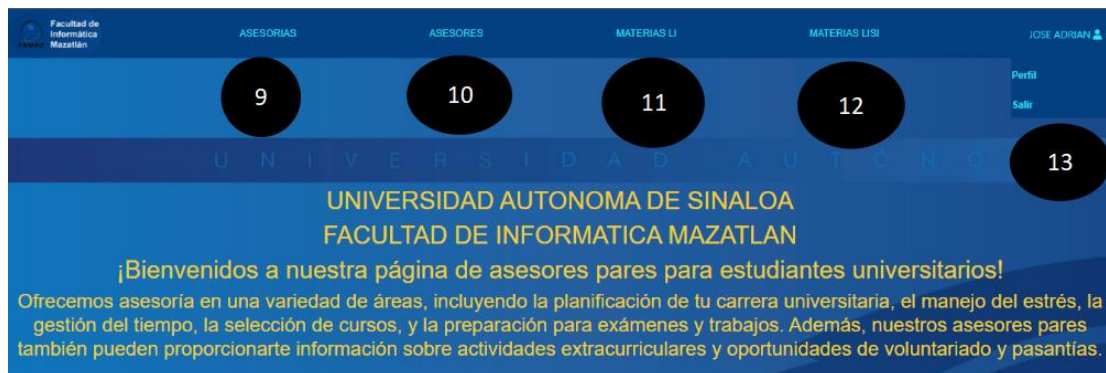 Facultad de
Informática
Mazatlán
ASESORIAS
ASESORES
MATERIAS LI
MATERIAS LISI
JOSE ADRIAN
Perfil
Salir
9
10
11
12
13
UNIVERSIDAD AUTÓNO
UNIVERSIDAD AUTONOMA DE SINALOA
FACULTAD DE INFORMATICA MAZATLAN
¡Bienvenidos a nuestra página de asesores pares para estudiantes universitarios!
Ofrecemos asesoría en una variedad de áreas, incluyendo la planificación de tu carrera universitaria, el manejo del estrés, la
gestión del tiempo, la selección de cursos, y la preparación para exámenes y trabajos. Además, nuestros asesores pares
también pueden proporcionarte información sobre actividades extracurriculares y oportunidades de voluntariado y pasantías.